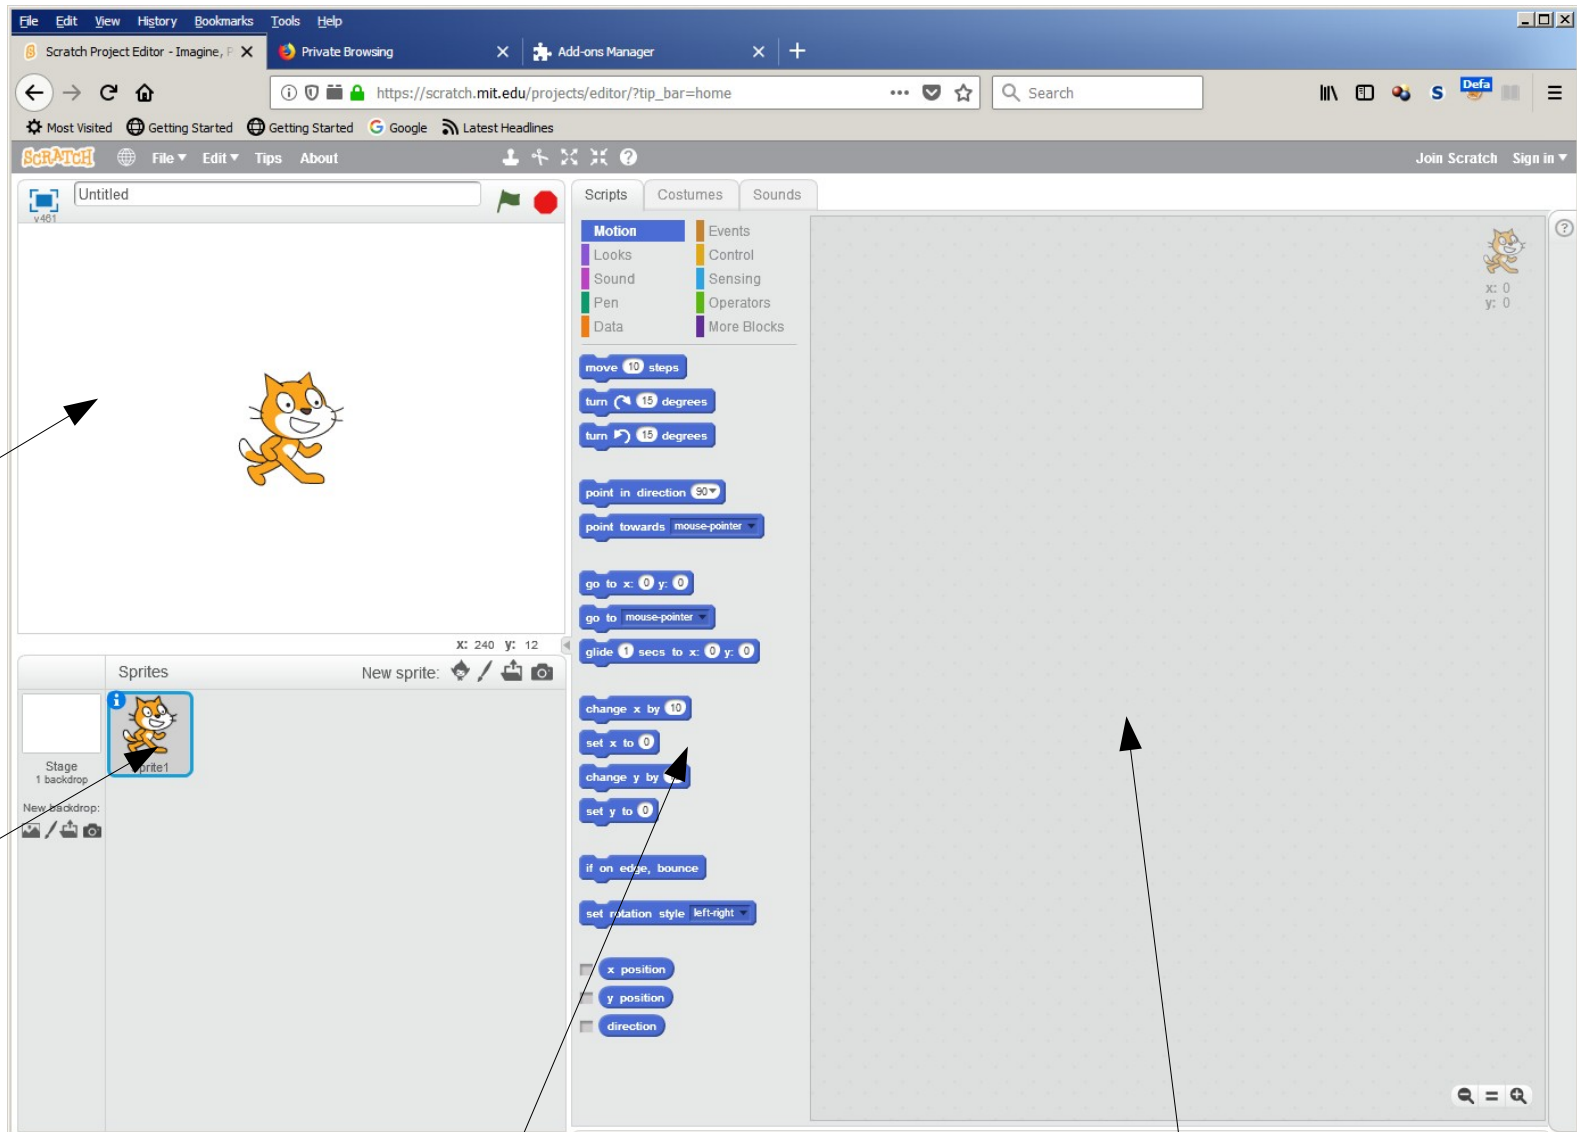 File Edit View History Bookmarks Tools Help
Scratch Project Editor - Imagine, P
Private Browsing
Add-ons Manager
https://scratch.mit.edu/projects/editor/?tip_bar=home
Search
Defa
Most Visited Getting Started Getting Started Google Latest Headlines
SCRATCH File Edit Tips About
Join Scratch Sign in
v461
Untitled
Scripts Costumes Sounds
Motion Events
Looks Control
Sound Sensing
Pen Operators
Data More Blocks
x: 0
y: 0
move 10 steps
turn 15 degrees
turn 15 degrees
point in direction 90
point towards mouse-pointer
go to x: 0 y: 0
go to mouse-pointer
glide 1 secs to x: 0 y: 0
change x by 10
set x to 0
change y by
set y to 0
if on edge, bounce
set rotation style left-right
x position
y position
direction
X: 240 y: 12
Sprites New sprite:
Stage
1 backdrop
New backdrop:
Sprite1